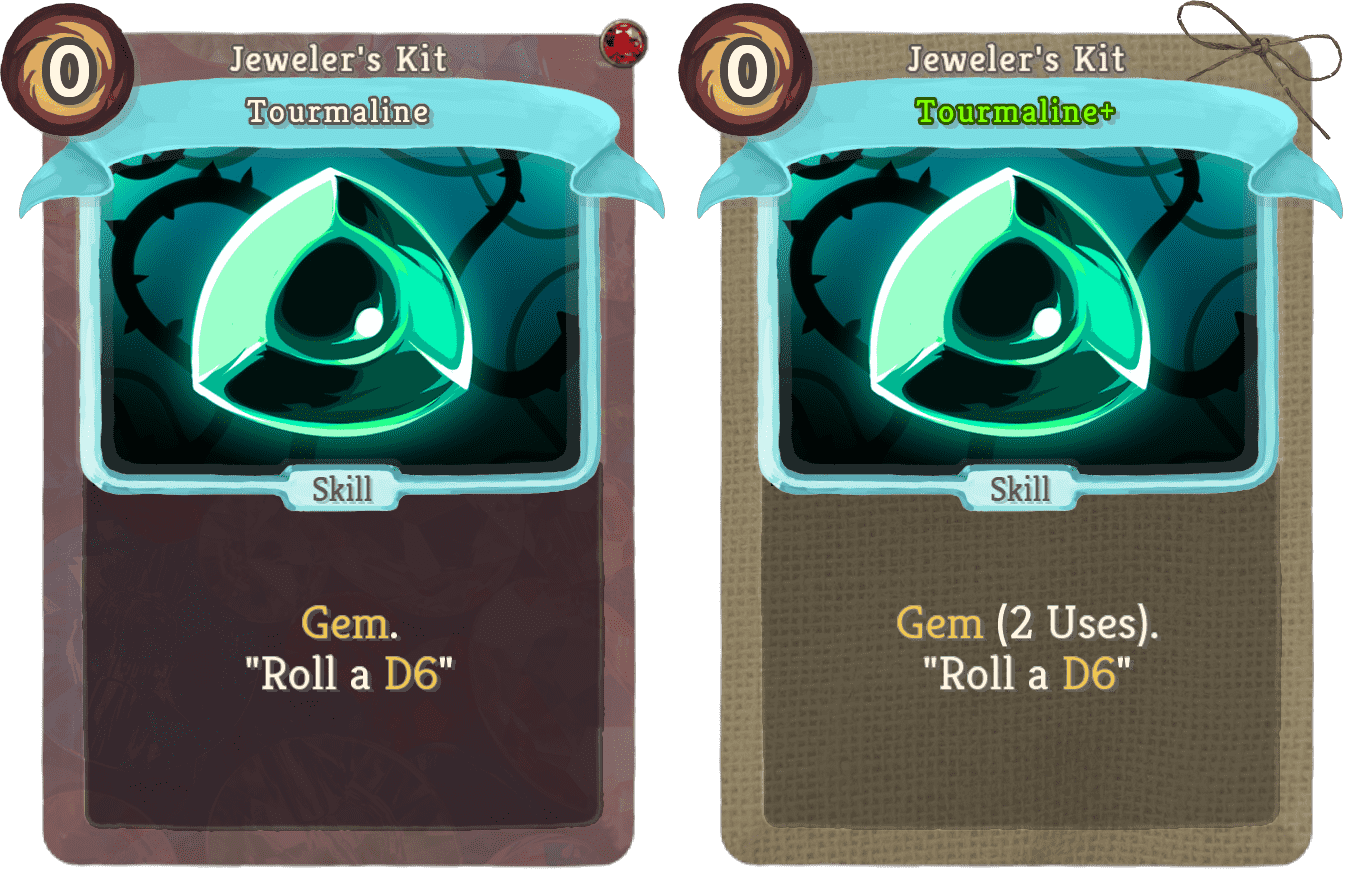 0
Jeweler's Kit
Tourmaline
Skill
Gem.
"Roll a D6"
0
Jeweler's Kit
Tourmaline+
Skill
Gem (2 Uses).
"Roll a D6"